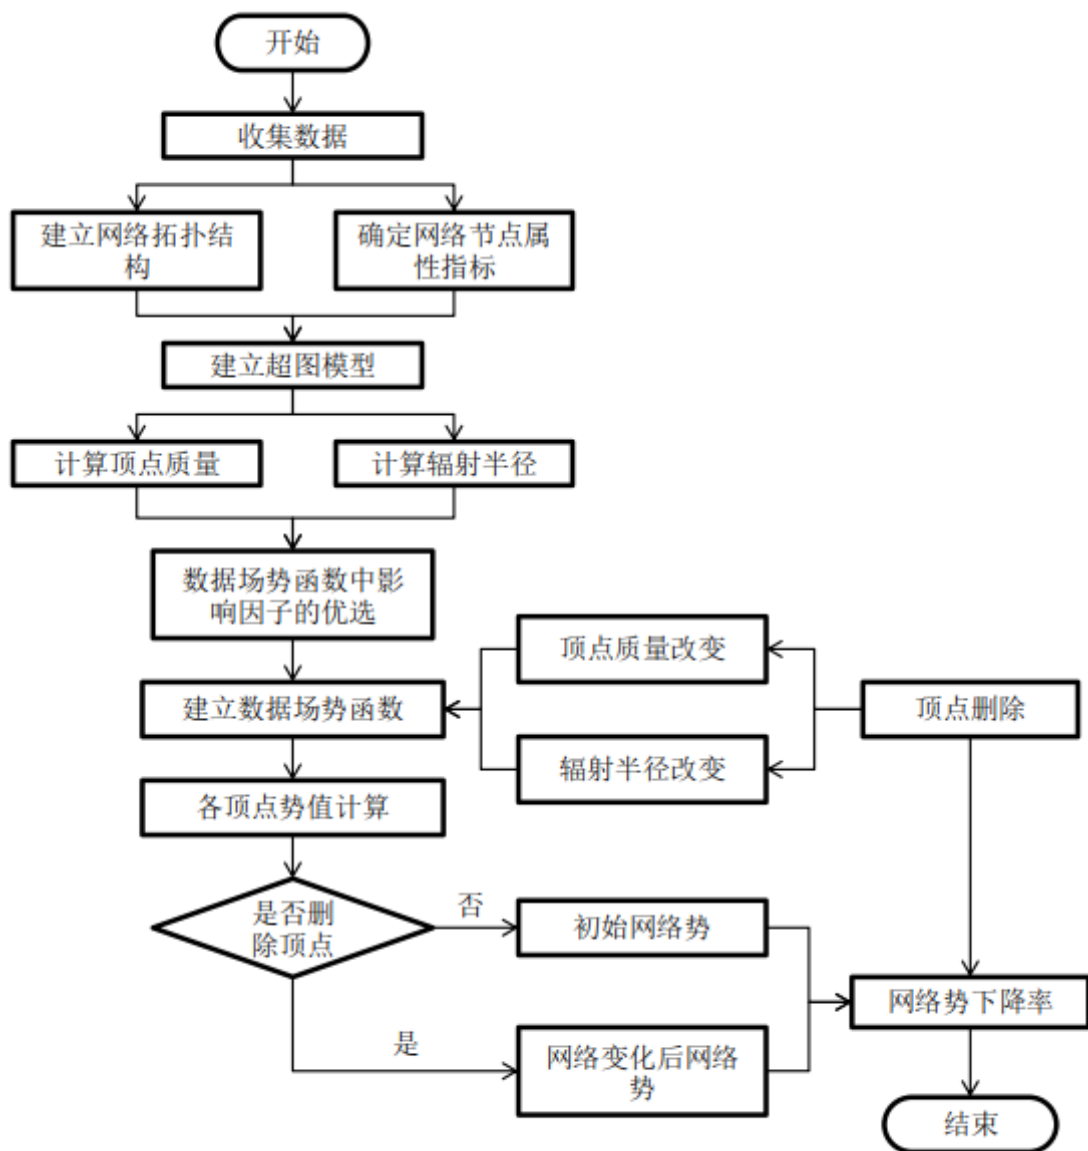 开始
收集数据
建立网络拓扑结
构
确定网络节点属
性指标
建立超图模型
计算顶点质量
计算辐射半径
数据场势函数中影
响因子的优选
顶点质量改变
建立数据场势函数
顶点删除
辐射半径改变
各顶点势值计算
是否删
除顶点
否
初始网络势
网络势下降率
是
网络变化后网络
势
结束